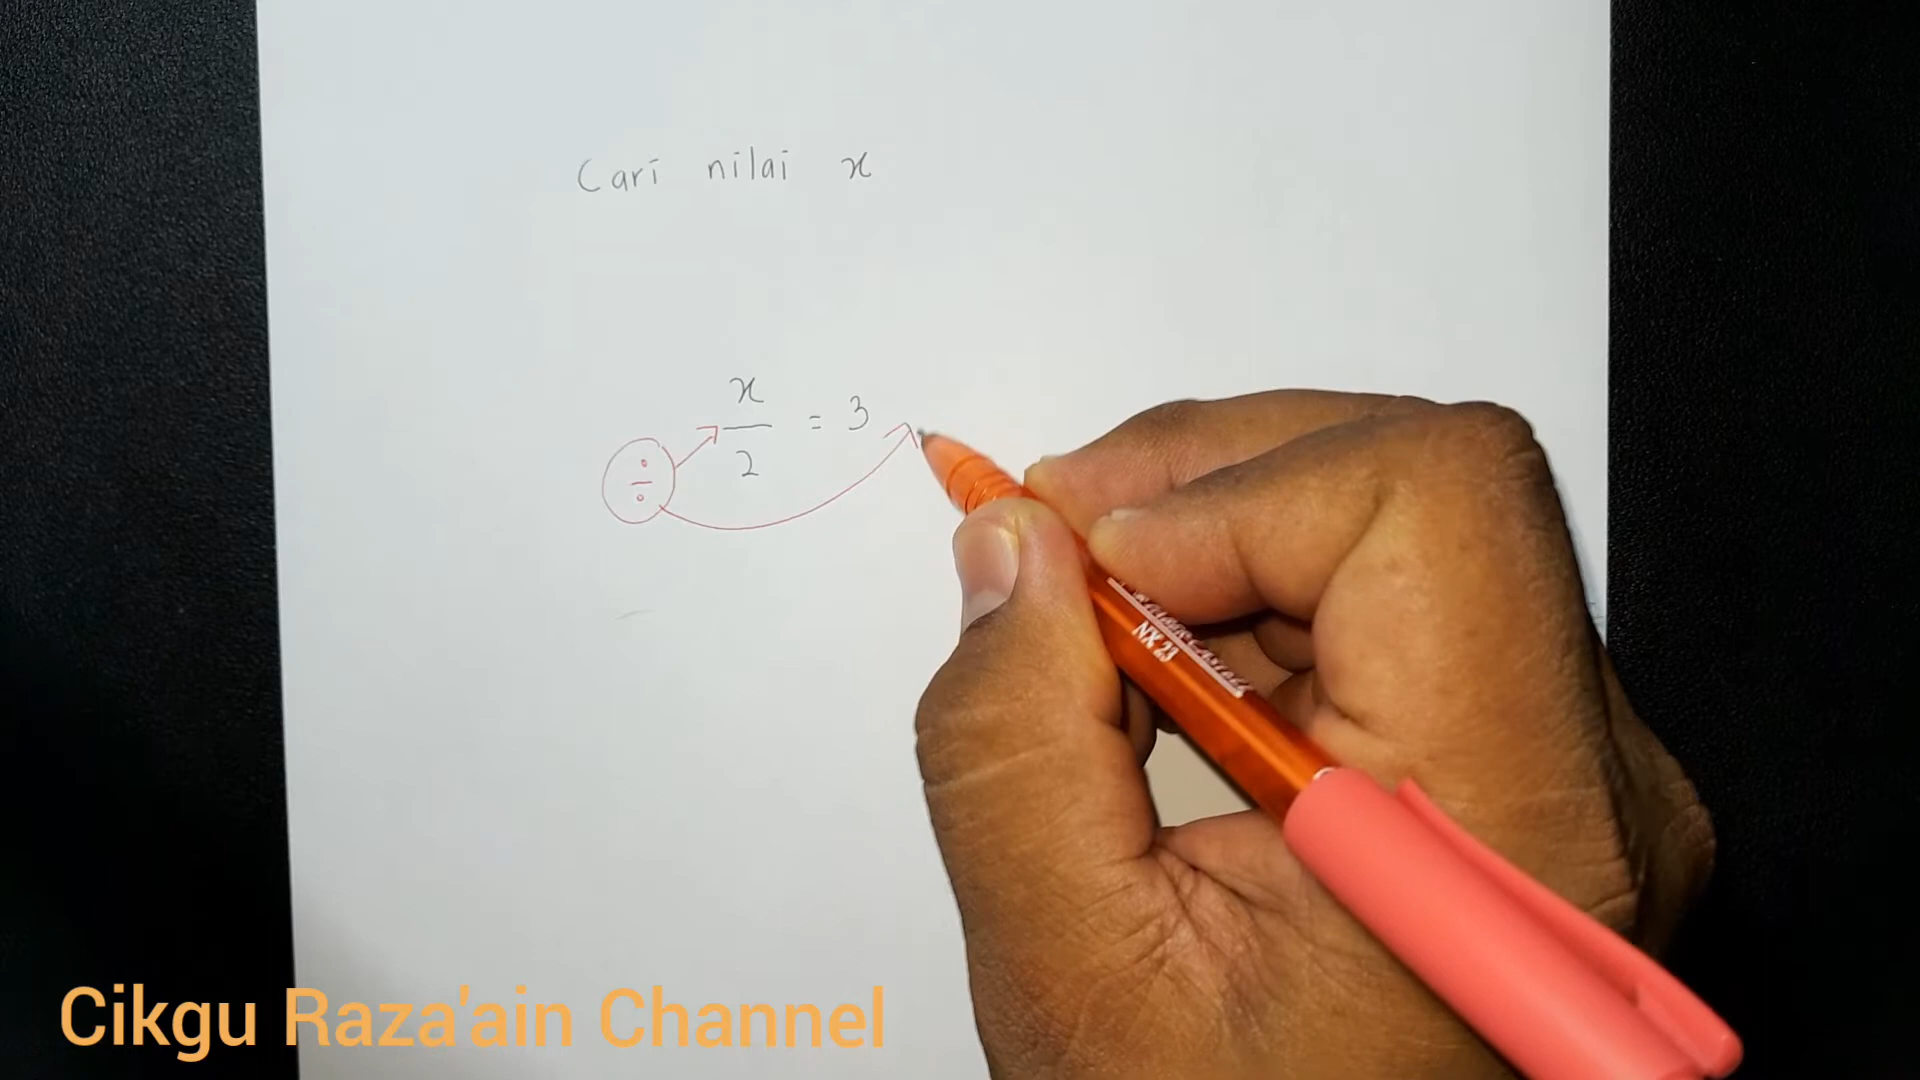 Cari nilai x
x
÷ — = 3
2
NX 23
Cikgu Raza'ain Channel